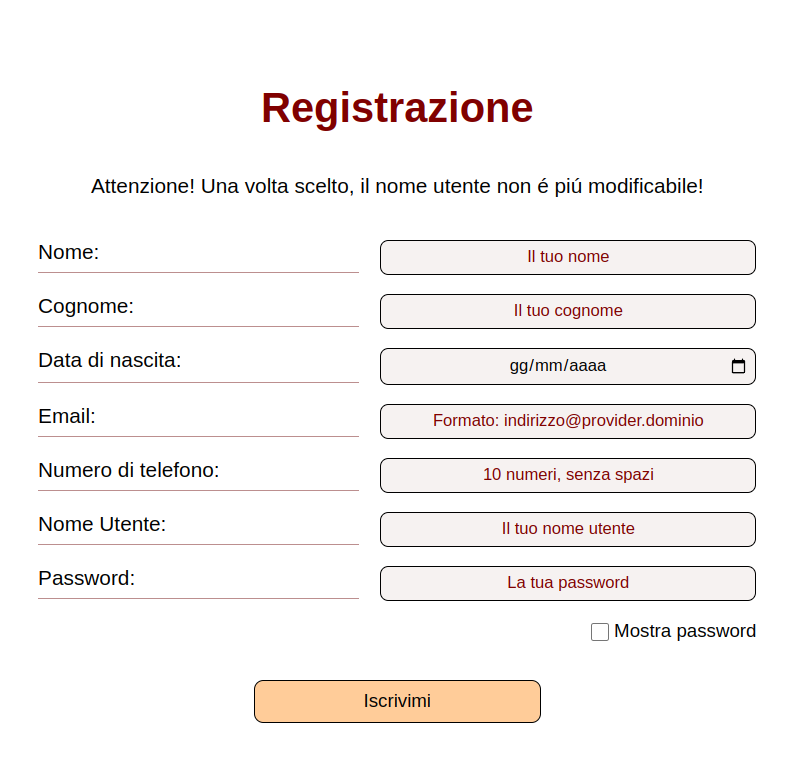 Registrazione
Attenzione! Una volta scelto, il nome utente non é piú modificabile!
Nome: Il tuo nome
Cognome: Il tuo cognome
Data di nascita: gg/mm/aaaa
Email: Formato: indirizzo@provider.dominio
Numero di telefono: 10 numeri, senza spazi
Nome Utente: Il tuo nome utente
Password: La tua password
Mostra password
Iscrivimi